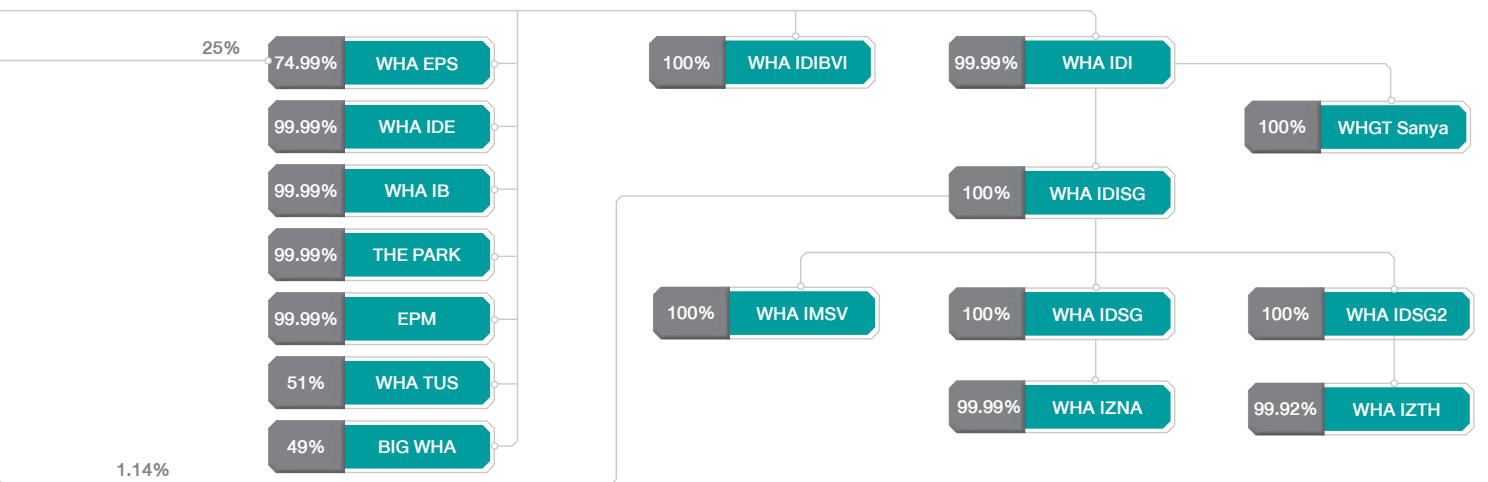 25%
74.99% WHA EPS
99.99% WHA IDE
99.99% WHA IB
99.99% THE PARK
99.99% EPM
51% WHA TUS
49% BIG WHA
1.14%
100% WHA IDIBVI
99.99% WHA IDI
100% WHGT Sanya
100% WHA IDISG
100% WHA IMSV
100% WHA IDSG
100% WHA IDSG2
99.99% WHA IZNA
99.92% WHA IZTH